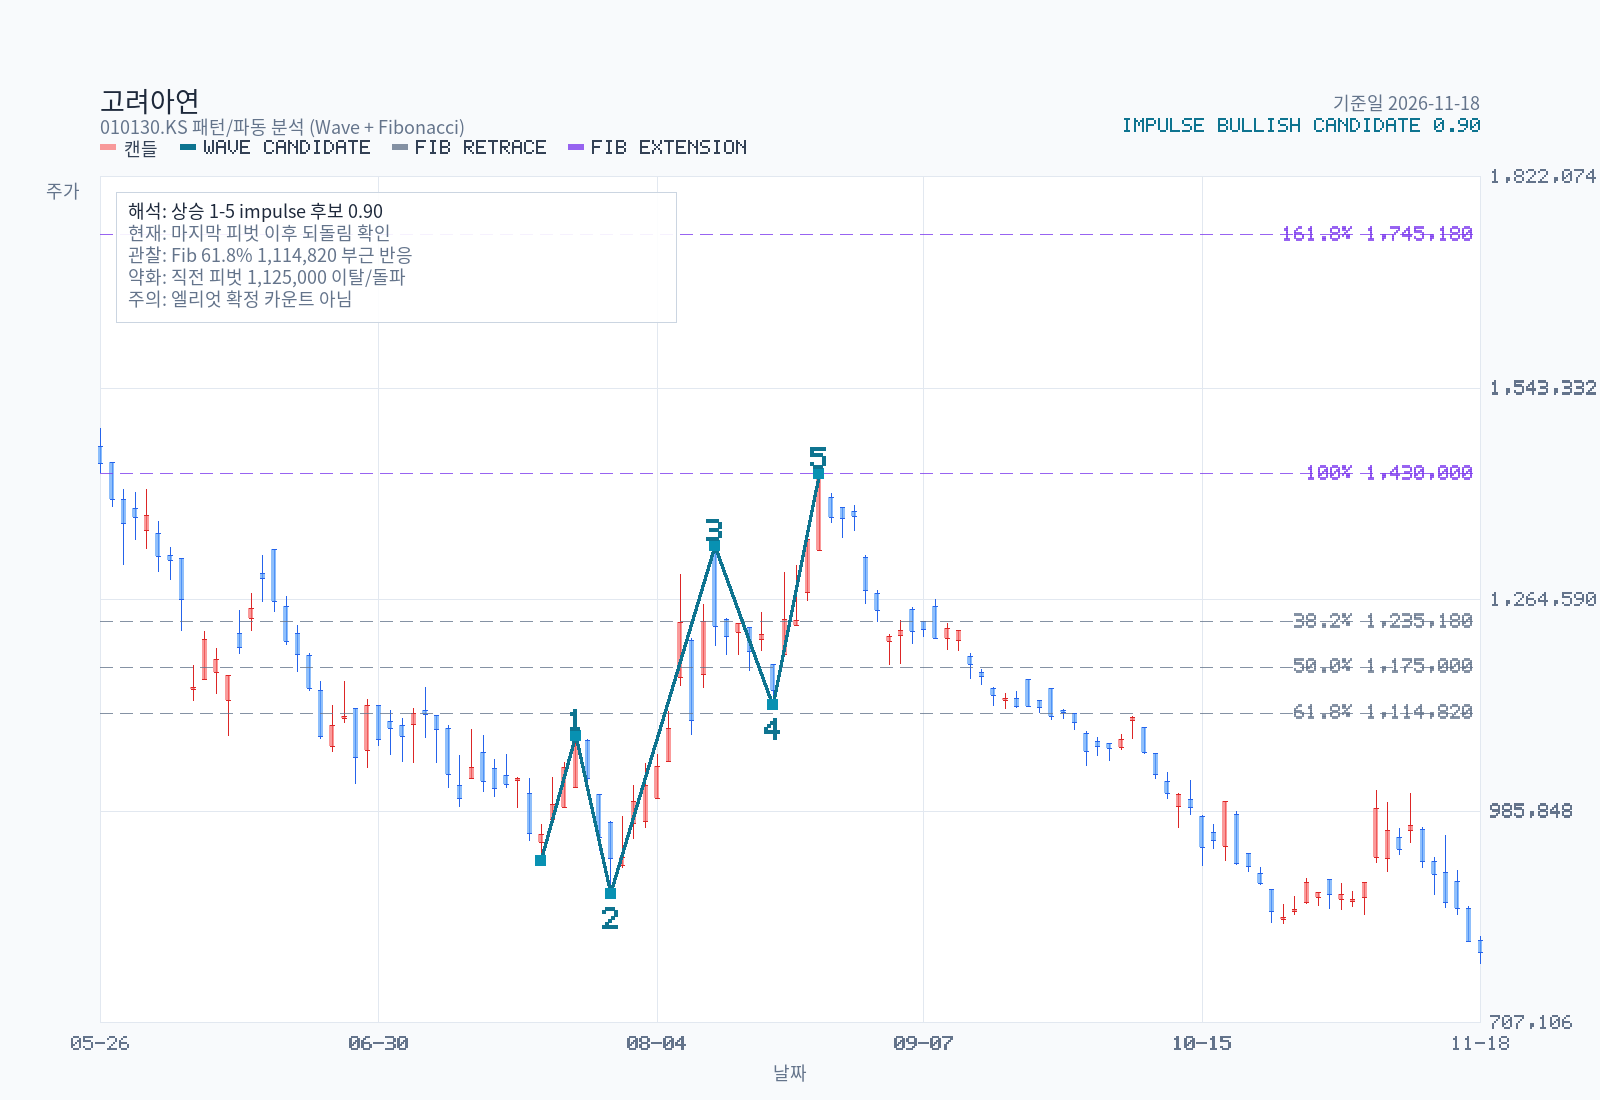 고려아연
기준일 2026-11-18
010130.KS 패턴/파동 분석 (Wave + Fibonacci)
IMPULSE BULLISH CANDIDATE 0.90
캔들 WAVE CANDIDATE FIB RETRACE FIB EXTENSION
주가
1,822,074
해석: 상승 1-5 impulse 후보 0.90
현재: 마지막 피벗 이후 되돌림 확인
관찰: Fib 61.8% 1,114,820 부근 반응
약화: 직전 피벗 1,125,000 이탈/돌파
주의: 엘리엇 확정 카운트 아님
161.8% 1,745,180
1,543,332
5
100% 1,430,000
3
1,264,590
38.2% 1,235,180
50.0% 1,175,000
61.8% 1,114,820
1
4
985,848
2
707,106
05-26 06-30 08-04 09-07 10-15 11-18
날짜